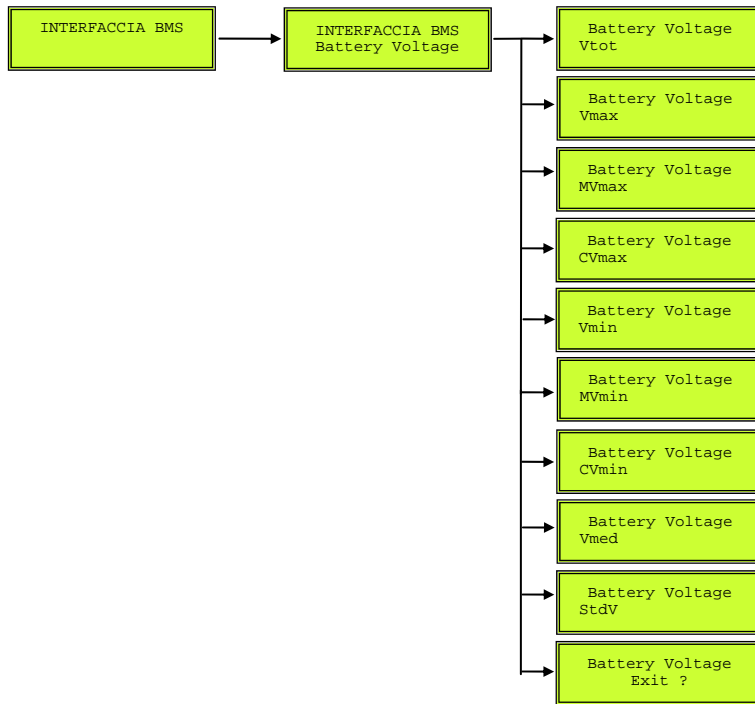 INTERFACCIA BMS
INTERFACCIA BMS
Battery Voltage
Battery Voltage
Vtot
Battery Voltage
Vmax
Battery Voltage
MVmax
Battery Voltage
CVmax
Battery Voltage
Vmin
Battery Voltage
MVmin
Battery Voltage
CVmin
Battery Voltage
Vmed
Battery Voltage
StdV
Battery Voltage
Exit ?